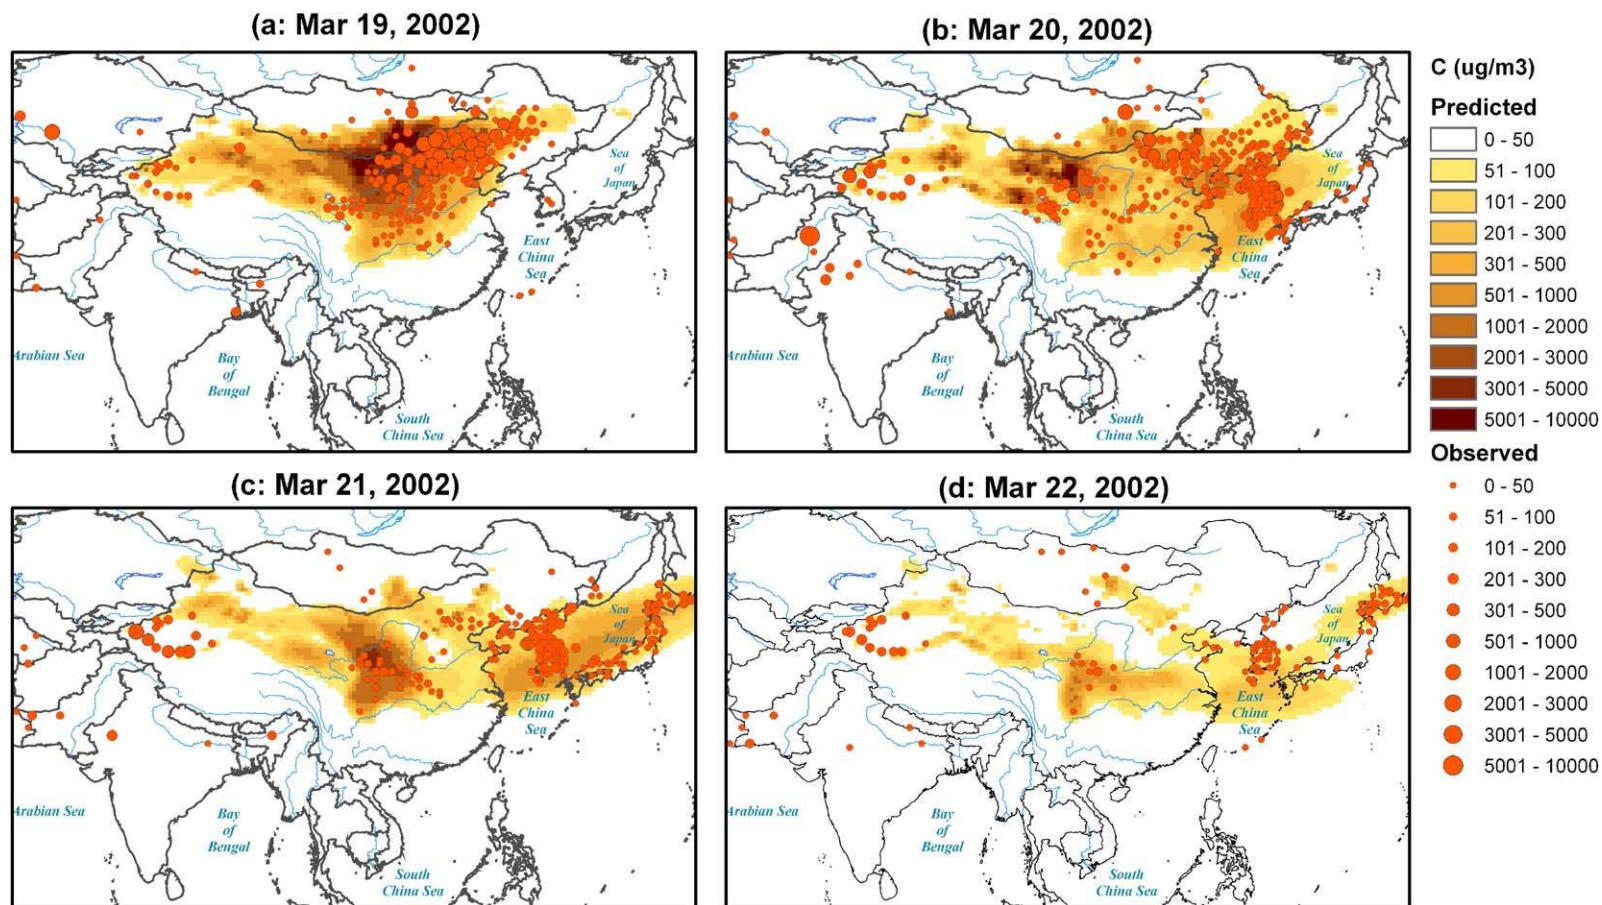 (a: Mar 19, 2002)
(b: Mar 20, 2002)
Sea
of
Japan
East
China
Sea
Arabian Sea
Bay
of
Bengal
South
China Sea
Sea
of
Japan
East
China
Sea
Arabian Sea
Bay
of
Bengal
South
China Sea
(c: Mar 21, 2002)
(d: Mar 22, 2002)
Sea
of
Japan
East
China
Sea
Arabian Sea
Bay
of
Bengal
South
China Sea
Sea
of
Japan
East
China
Sea
Arabian Sea
Bay
of
Bengal
South
China Sea
C (ug/m3)
Predicted
0 - 50
51 - 100
101 - 200
201 - 300
301 - 500
501 - 1000
1001 - 2000
2001 - 3000
3001 - 5000
5001 - 10000
Observed
0 - 50
51 - 100
101 - 200
201 - 300
301 - 500
501 - 1000
1001 - 2000
2001 - 3000
3001 - 5000
5001 - 10000